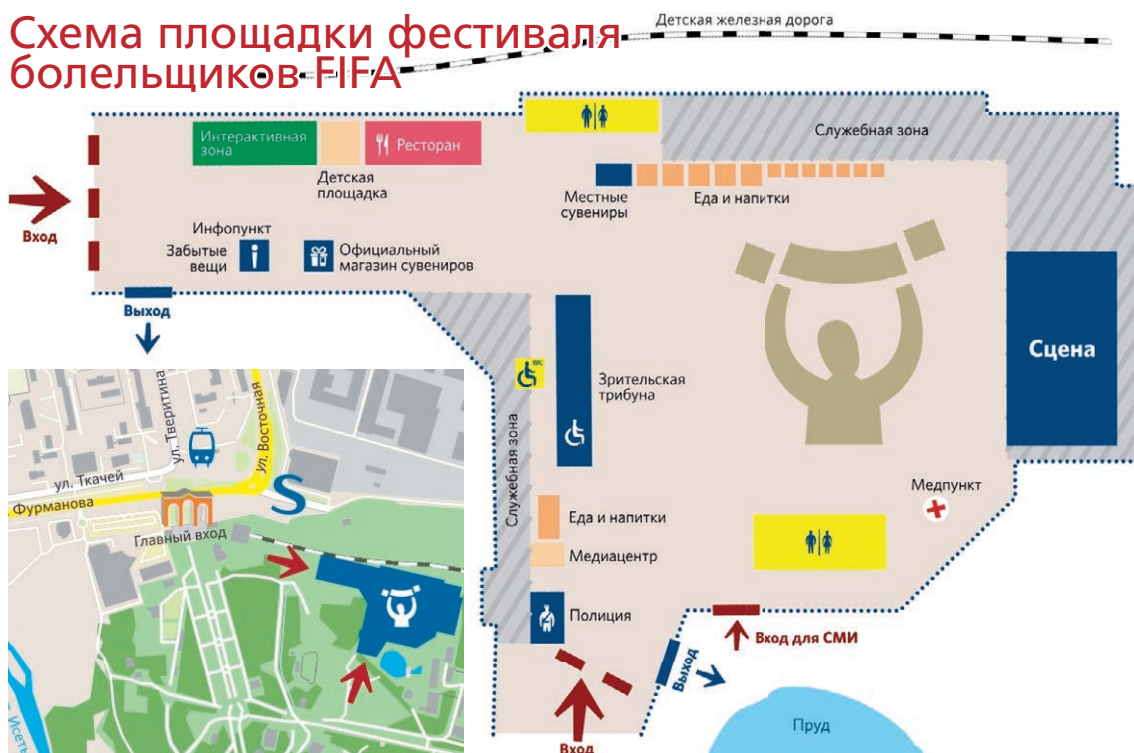 Схема площадки фестиваля
болельщиков FIFA
Детская железная дорога
Интерактивная
зона
Ресторан
Детская
площадка
Служебная зона
Местные
сувениры
Еда и напитки
Вход
Инфопункт
Забытые
вещи
Официальный
магазин сувениров
Выход
Сцена
WC
Зрительская
трибуна
Служебная зона
Медпункт
Еда и напитки
Медиацентр
Полиция
Вход для СМИ
Выход
Вход
Пруд
ул. Тверитина
ул. Восточная
ул. Ткачей
Фурманова
S
Главный вход
р. Исеть